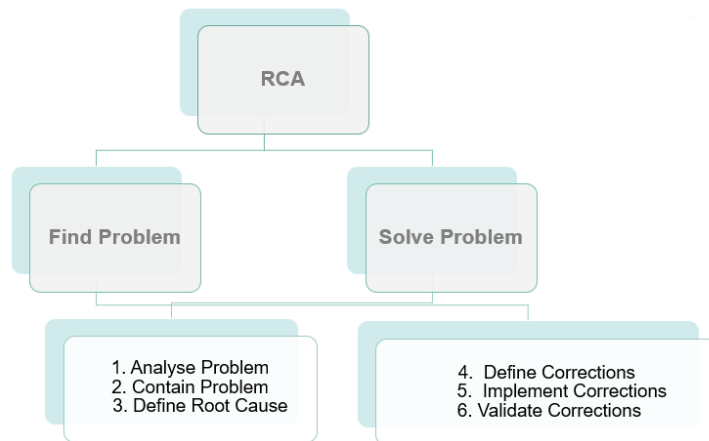 RCA
Find Problem
Solve Problem
1. Analyse Problem
2. Contain Problem
3. Define Root Cause
4. Define Corrections
5. Implement Corrections
6. Validate Corrections